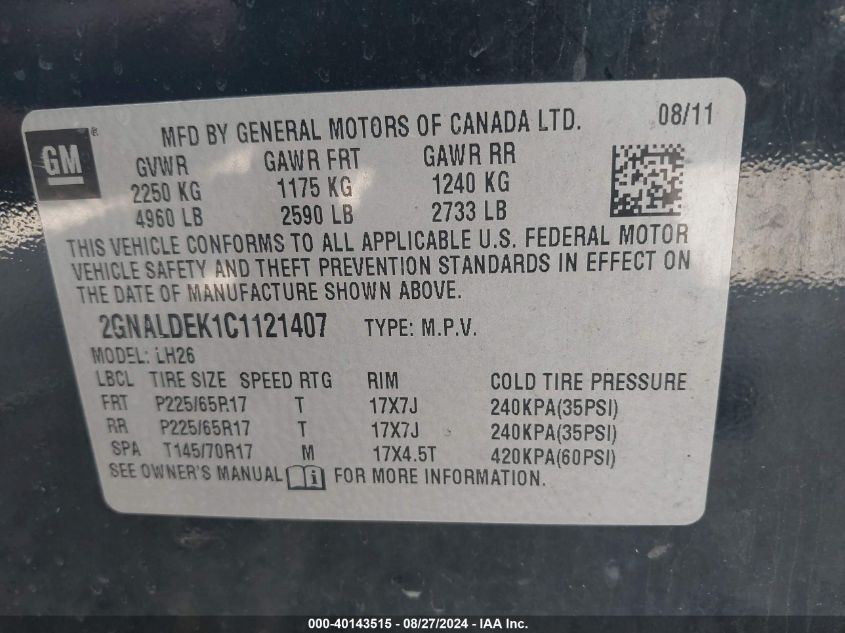 GM ®
MFD BY GENERAL MOTORS OF CANADA LTD. 08/11
GVWR GAWR FRT GAWR RR
2250 KG 1175 KG 1240 KG
4960 LB 2590 LB 2733 LB
THIS VEHICLE CONFORMS TO ALL APPLICABLE U.S. FEDERAL MOTOR
VEHICLE SAFETY AND THEFT PREVENTION STANDARDS IN EFFECT ON
THE DATE OF MANUFACTURE SHOWN ABOVE.
2GNALDEK1C1121407 TYPE: M.P.V.
MODEL: LH26
LBCL TIRE SIZE SPEED RTG RIM COLD TIRE PRESSURE
FRT P225/65R17 T 17X7J 240KPA(35PSI)
RR P225/65R17 T 17X7J 240KPA(35PSI)
SPA T145/70R17 M 17X4.5T 420KPA(60PSI)
SEE OWNER'S MANUAL i FOR MORE INFORMATION.
000-40143515 - 08/27/2024 - IAA Inc.